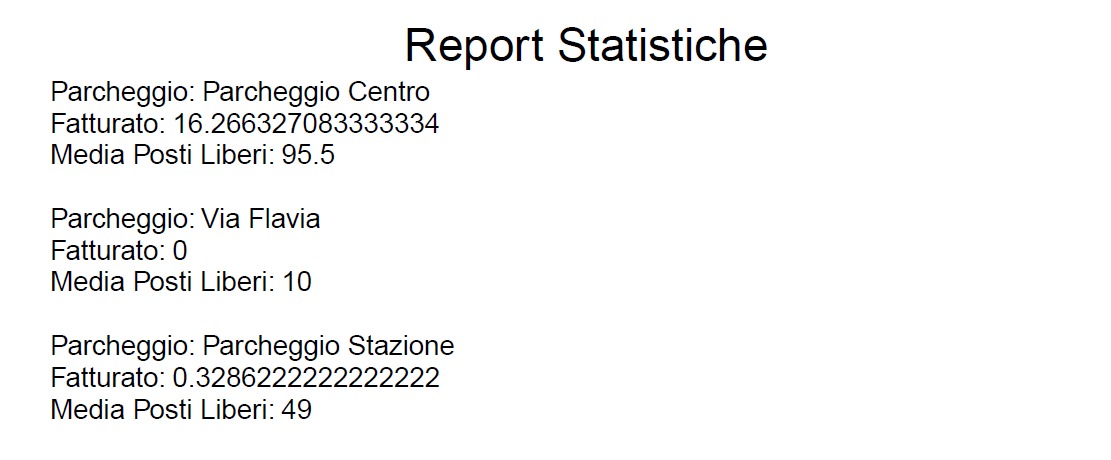 Report Statistiche
Parcheggio: Parcheggio Centro
Fatturato: 16.266327083333334
Media Posti Liberi: 95.5
Parcheggio: Via Flavia
Fatturato: 0
Media Posti Liberi: 10
Parcheggio: Parcheggio Stazione
Fatturato: 0.3286222222222222
Media Posti Liberi: 49